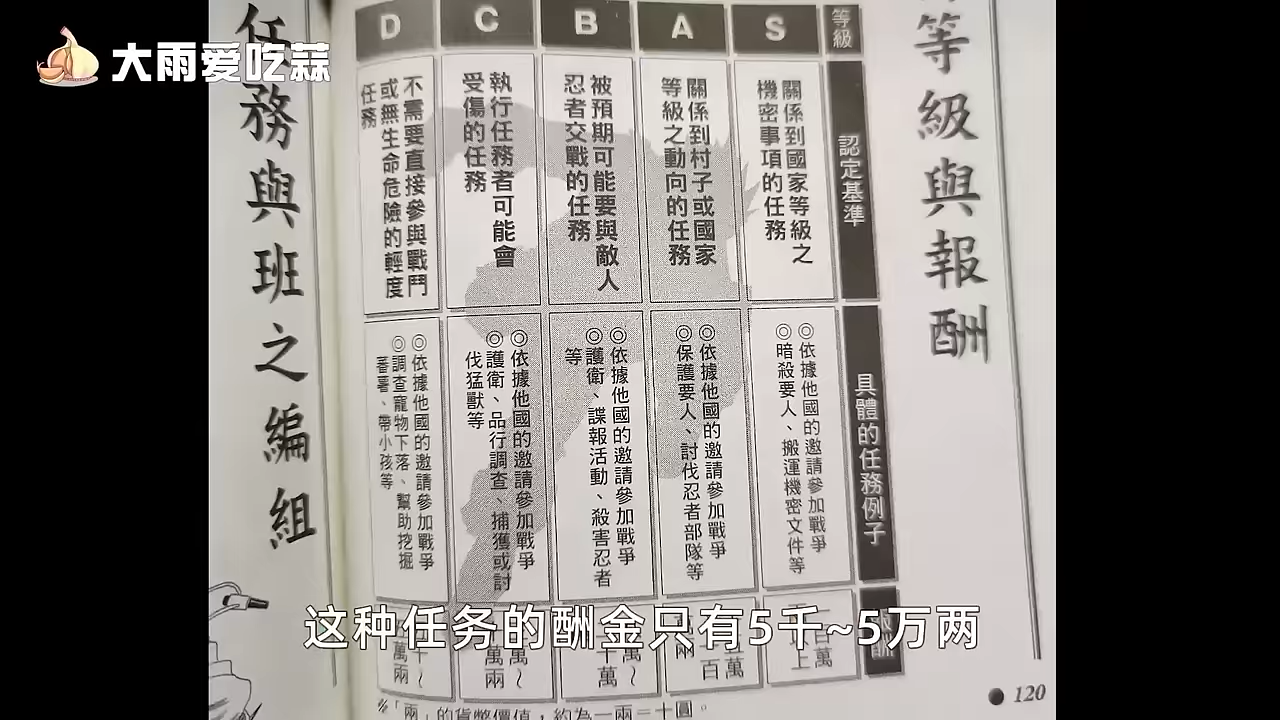 大雨爱吃蒜
等級與報酬
等級
認定基準
具體的任務例子
S
關係到國家等級之
機密事項的任務
◎依據他國的邀請參加戰爭
◎暗殺要人、搬運機密文件等
A
關係到村子或國家
等級之動向的任務
◎依據他國的邀請參加戰爭
◎保護要人、討伐忍者部隊等
B
被預期可能要與敵人
忍者交戰的任務
◎依據他國的邀請參加戰爭
◎護衛、諜報活動、殺害忍者
等
C
執行任務者可能會
受傷的任務
◎依據他國的邀請參加戰爭
◎護衛、品行調查、捕獲或討
伐猛獸等
D
不需要直接參與戰鬥
或無生命危險的輕度
任務
◎依據他國的邀請參加戰爭
◎調查寵物下落、幫助挖掘
蕃薯、帶小孩等
任務與班之編組
这种任务的酬金只有5千~5万两
※「兩」的貨幣價值，約為一兩＝十圓。
● 120